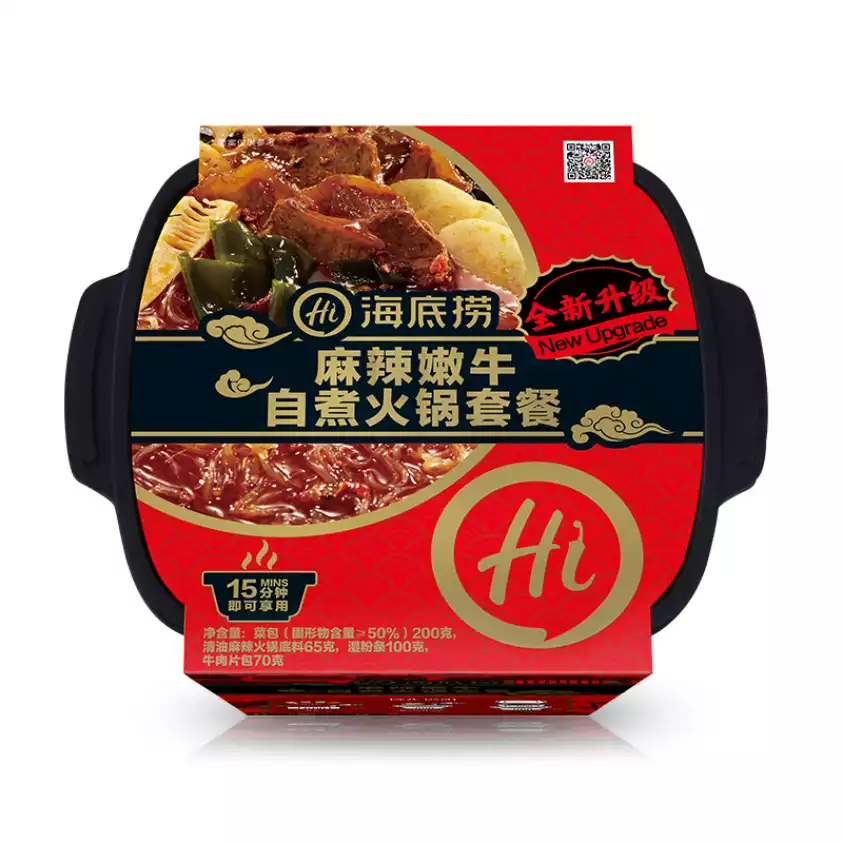 Hi 海底捞
全新升级
New Upgrade
麻辣嫩牛
自煮火锅套餐
Hi
15 MINS
分钟
即可享用
净含量：菜包（固形物含量≥50%）200克，
清油麻辣火锅底料65克，湿粉条100克，
牛肉片包70克